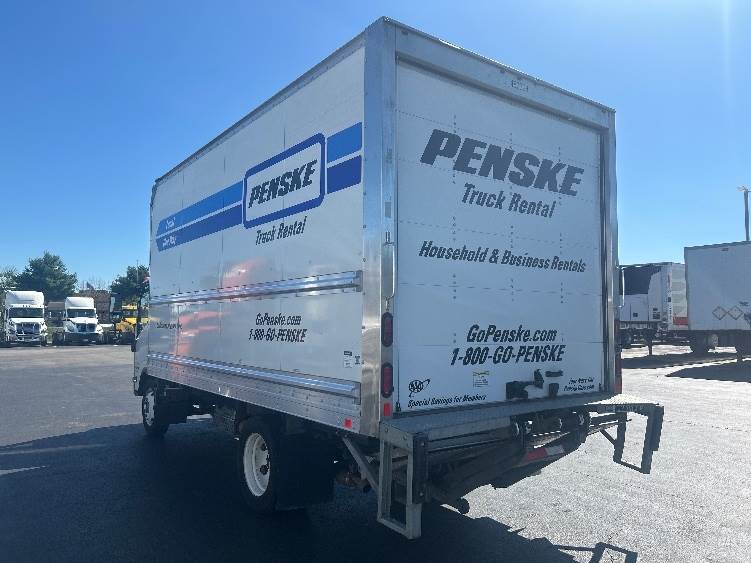 PENSKE
Truck Rental
GoPenske.com
1-800-GO-PENSKE
PENSKE
Truck Rental
Household & Business Rentals
GoPenske.com
1-800-GO-PENSKE
AAA
Special Savings for Members